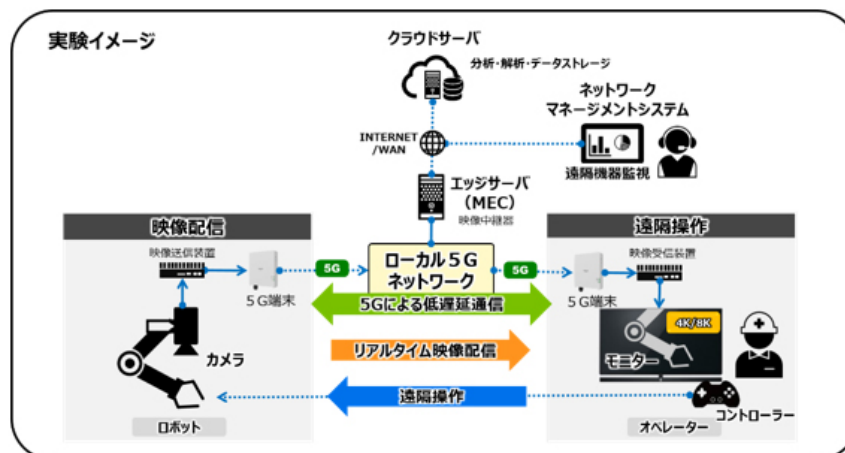 実験イメージ
クラウドサーバ
分析・解析・データストレージ
ネットワーク
マネージメントシステム
INTERNET
/WAN
遠隔機器監視
エッジサーバ
（MEC）
映像中継器
映像配信
遠隔操作
映像送信装置
5G端末
5G
ローカル５G
ネットワーク
5G
映像受信装置
5G端末
5Gによる低遅延通信
4K/8K
カメラ
リアルタイム映像配信
モニター
遠隔操作
コントローラー
ロボット
オペレーター